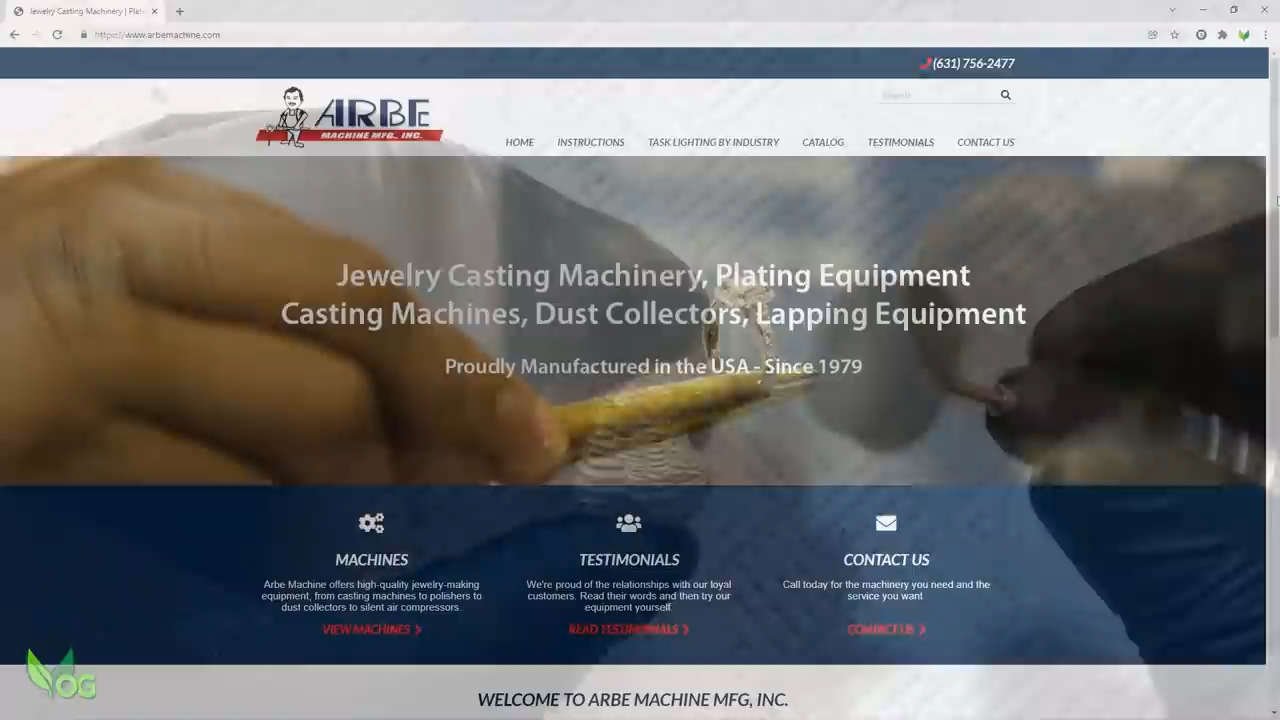 Jewelry Casting Machinery | Plat
https://www.arbemachine.com
(631) 756-2477
ARBE
MACHINE MFG., INC.
Search
HOME INSTRUCTIONS TASK LIGHTING BY INDUSTRY CATALOG TESTIMONIALS CONTACT US
Jewelry Casting Machinery, Plating Equipment
Casting Machines, Dust Collectors, Lapping Equipment
Proudly Manufactured in the USA - Since 1979
MACHINES
Arbe Machine offers high-quality jewelry-making
equipment, from casting machines to polishers to
dust collectors to silent air compressors.
VIEW MACHINES
TESTIMONIALS
We're proud of the relationships with our loyal
customers. Read their words and then try our
equipment yourself.
READ TESTIMONIALS
CONTACT US
Call today for the machinery you need and the
service you want
CONTACT US
OG
WELCOME TO ARBE MACHINE MFG, INC.